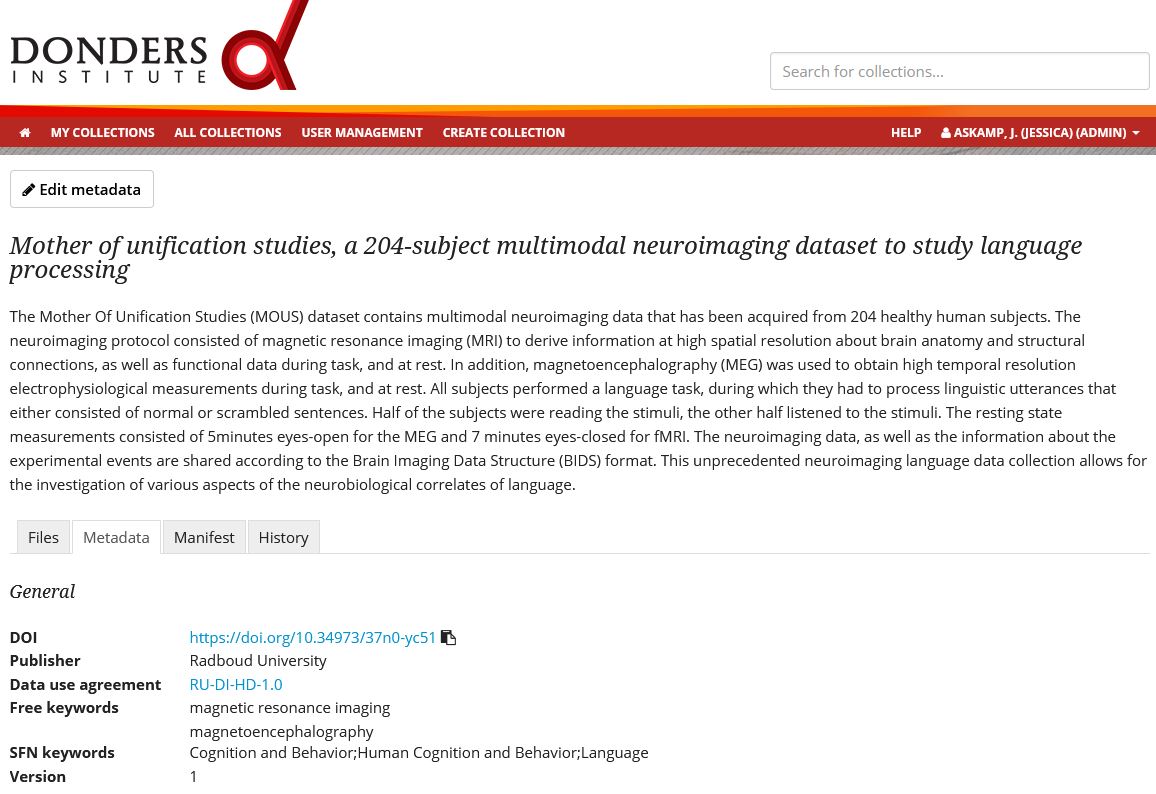 DONDERS
INSTITUTE
Search for collections...
MY COLLECTIONS ALL COLLECTIONS USER MANAGEMENT CREATE COLLECTION HELP ASKAMP, J. (JESSICA) (ADMIN)
Edit metadata
Mother of unification studies, a 204-subject multimodal neuroimaging dataset to study language
processing
The Mother Of Unification Studies (MOUS) dataset contains multimodal neuroimaging data that has been acquired from 204 healthy human subjects. The
neuroimaging protocol consisted of magnetic resonance imaging (MRI) to derive information at high spatial resolution about brain anatomy and structural
connections, as well as functional data during task, and at rest. In addition, magnetoencephalography (MEG) was used to obtain high temporal resolution
electrophysiological measurements during task, and at rest. All subjects performed a language task, during which they had to process linguistic utterances that
either consisted of normal or scrambled sentences. Half of the subjects were reading the stimuli, the other half listened to the stimuli. The resting state
measurements consisted of 5minutes eyes-open for the MEG and 7 minutes eyes-closed for fMRI. The neuroimaging data, as well as the information about the
experimental events are shared according to the Brain Imaging Data Structure (BIDS) format. This unprecedented neuroimaging language data collection allows for
the investigation of various aspects of the neurobiological correlates of language.
Files Metadata Manifest History
General
DOI https://doi.org/10.34973/37n0-yc51
Publisher Radboud University
Data use agreement RU-DI-HD-1.0
Free keywords magnetic resonance imaging
magnetoencephalography
SFN keywords Cognition and Behavior;Human Cognition and Behavior;Language
Version 1